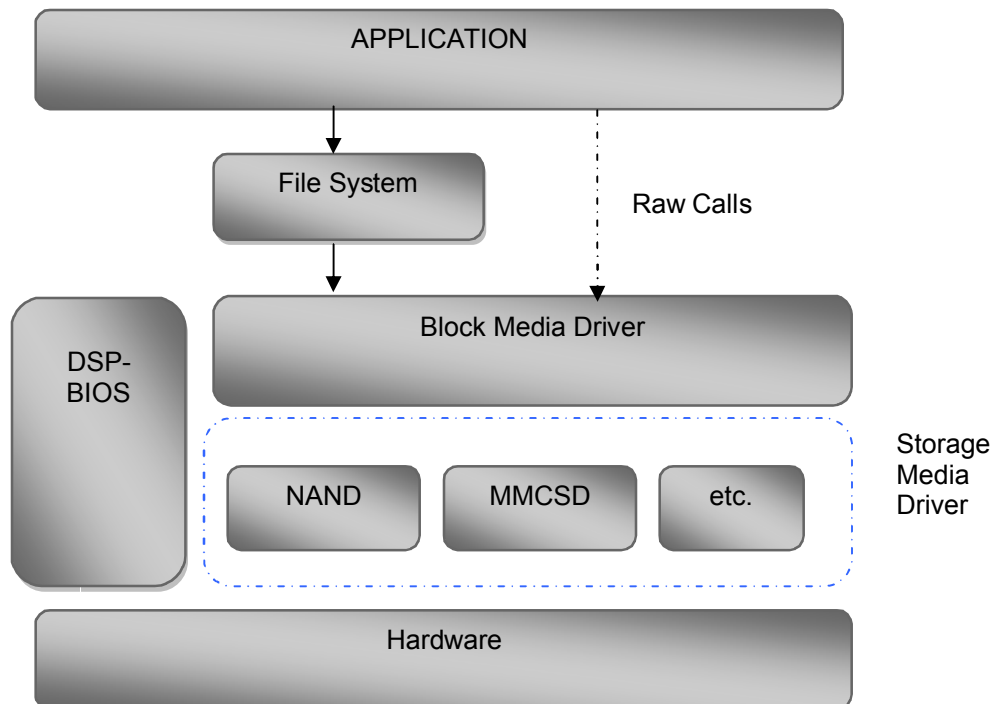 APPLICATION
File System
Raw Calls
Block Media Driver
DSP-
BIOS
Storage
Media
Driver
NAND
MMCSD
etc.
Hardware